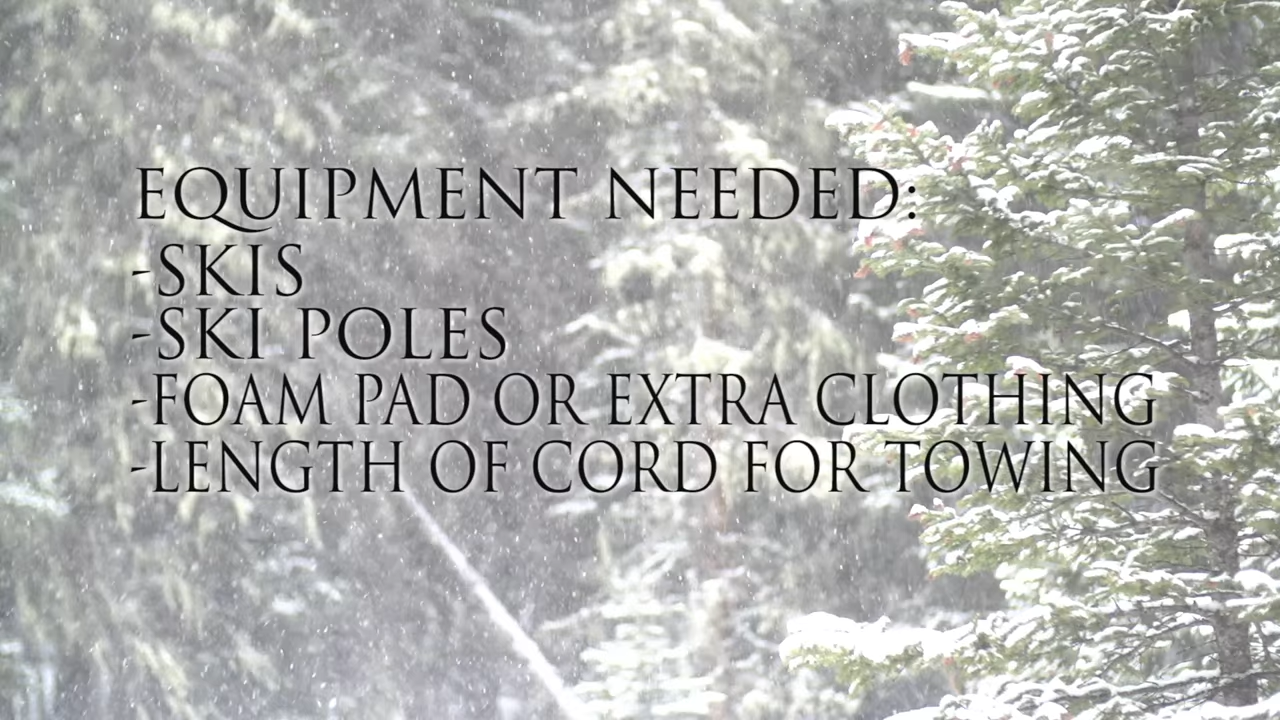 EQUIPMENT NEEDED:
-SKIS
-SKI POLES
-FOAM PAD OR EXTRA CLOTHING
-LENGTH OF CORD FOR TOWING